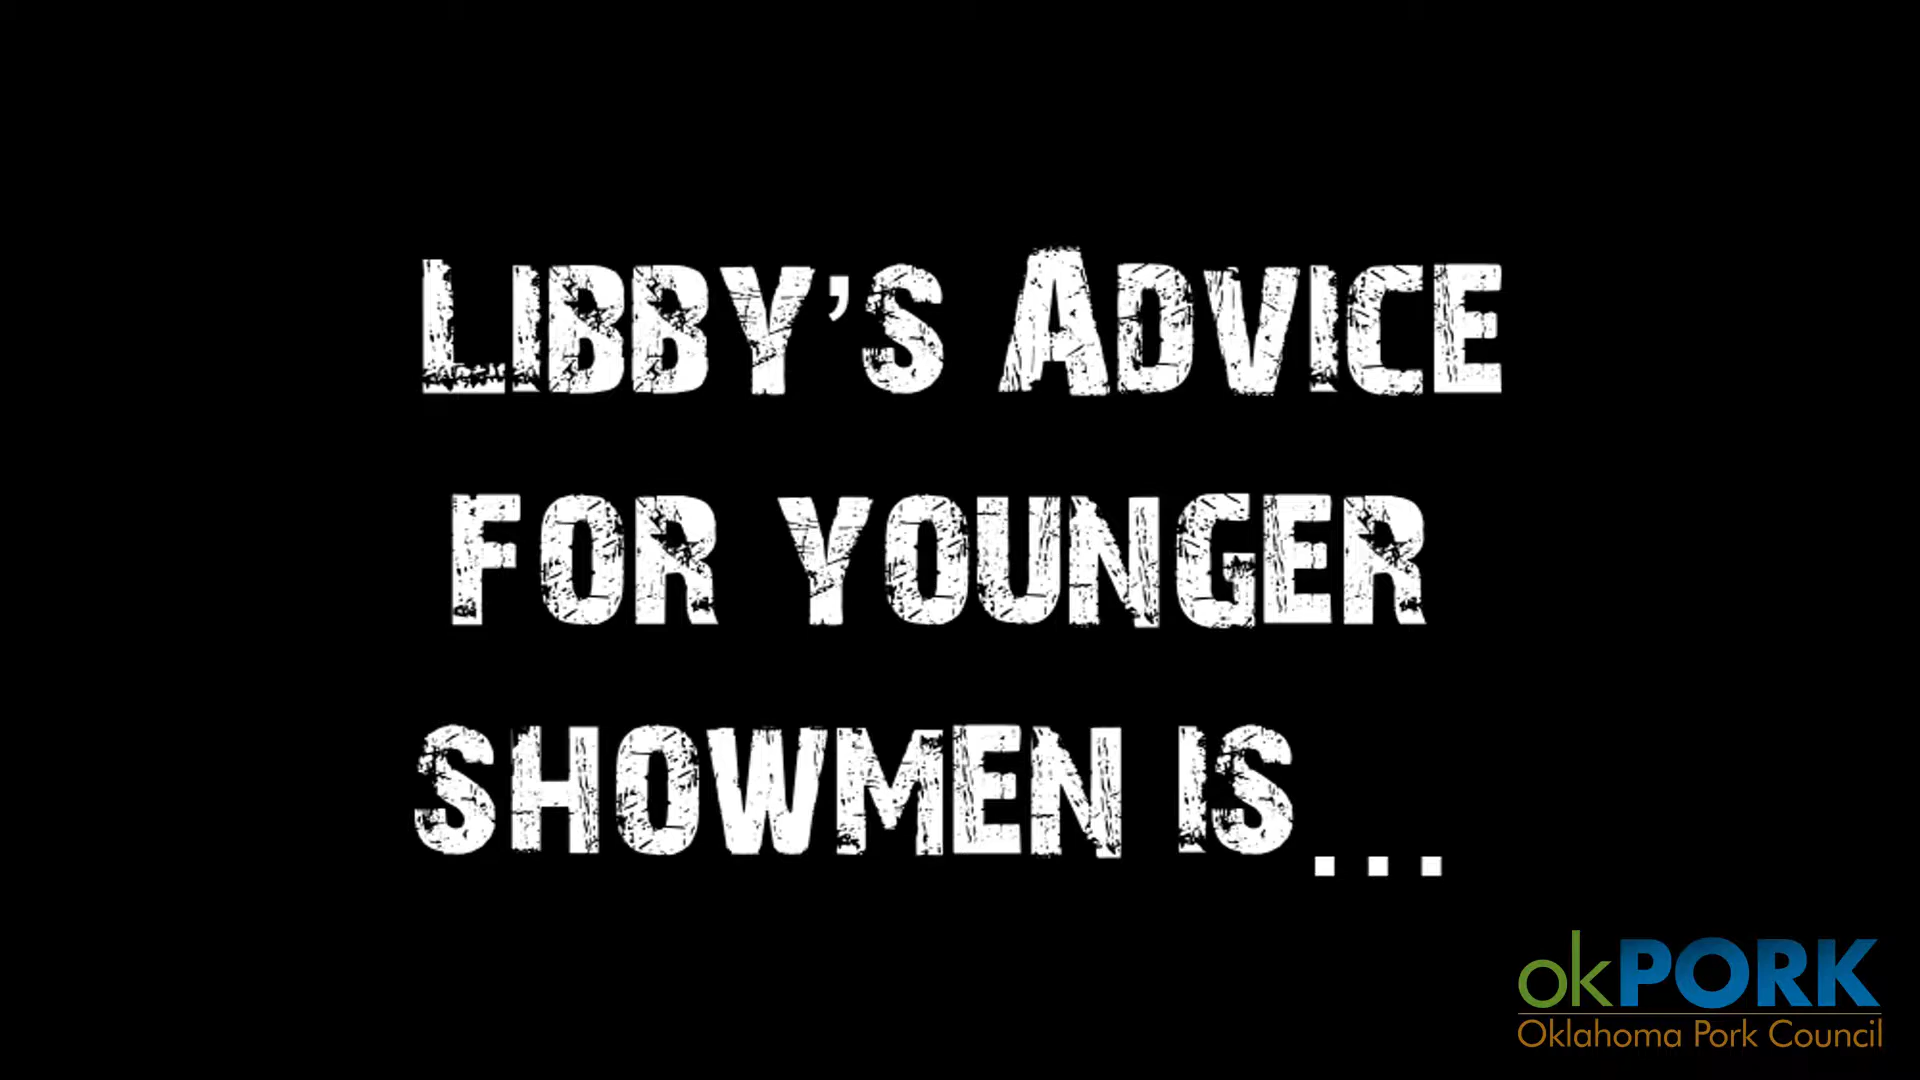 Libby's Advice
for younger
showmen is...
okPORK
Oklahoma Pork Council